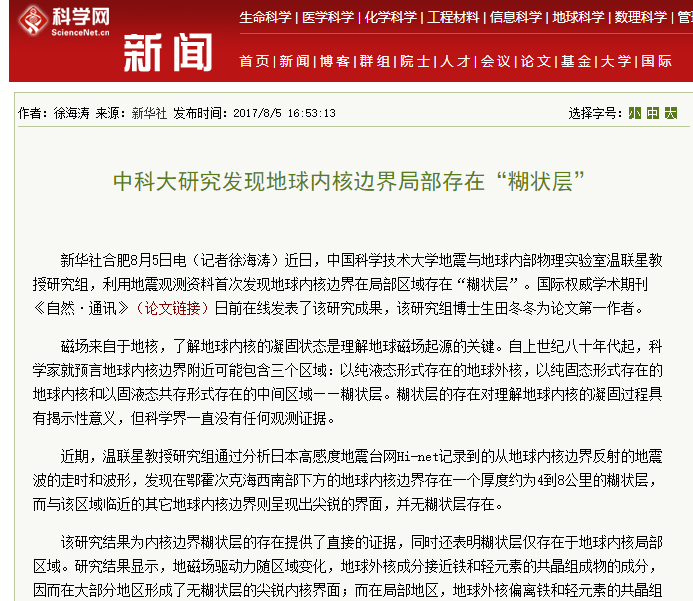 科学网
ScienceNet.cn
新闻
生命科学 | 医学科学 | 化学科学 | 工程材料 | 信息科学 | 地球科学 | 数理科学 | 管
首页 | 新闻 | 博客 | 群组 | 院士 | 人才 | 会议 | 论文 | 基金 | 大学 | 国际
作者：徐海涛 来源：新华社 发布时间：2017/8/5 16:53:13
选择字号：小 中 大
中科大研究发现地球内核边界局部存在“糊状层”
新华社合肥8月5日电（记者徐海涛）近日，中国科学技术大学地震与地球内部物理实验室温联星教
授研究组，利用地震观测资料首次发现地球内核边界在局部区域存在“糊状层”。国际权威学术期刊
《自然·通讯》（论文链接）日前在线发表了该研究成果，该研究组博士生田冬冬为论文第一作者。
磁场来自于地核，了解地球内核的凝固状态是理解地球磁场起源的关键。自上世纪八十年代起，科
学家就预言地球内核边界附近可能包含三个区域：以纯液态形式存在的地球外核，以纯固态形式存在的
地球内核和以固液态共存形式存在的中间区域——糊状层。糊状层的存在对理解地球内核的凝固过程具
有揭示性意义，但科学界一直没有任何观测证据。
近期，温联星教授研究组通过分析日本高感度地震台网Hi-net记录到的从地球内核边界反射的地震
波的走时和波形，发现在鄂霍次克海西南部下方的地球内核边界存在一个厚度约为4到8公里的糊状层，
而与该区域临近的其它地球内核边界则呈现出尖锐的界面，并无糊状层存在。
该研究结果为内核边界糊状层的存在提供了直接的证据，同时还表明糊状层仅存在于地球内核局部
区域。研究结果显示，地磁场驱动力随区域变化，地球外核成分接近铁和轻元素的共晶组成物的成分，
因而在大部分地区形成了无糊状层的尖锐内核界面；而在局部地区，地球外核偏离铁和轻元素的共晶组